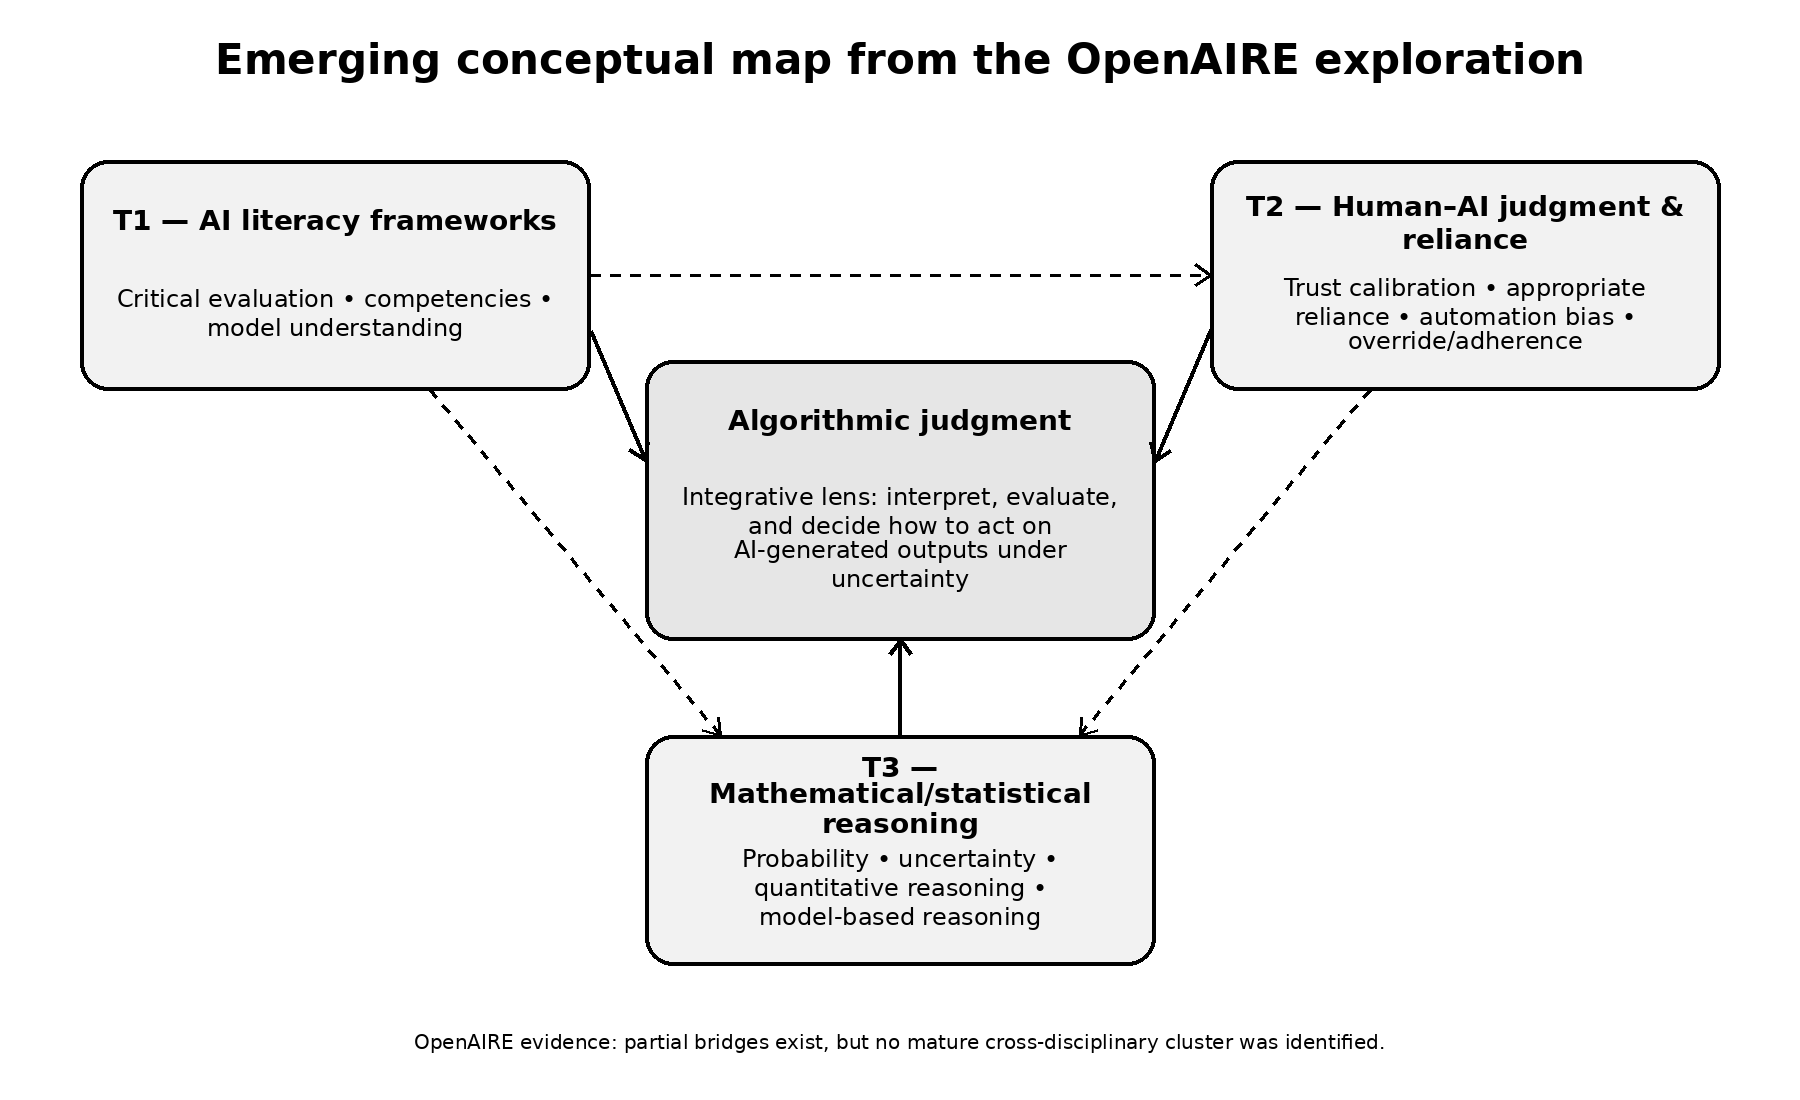 Emerging conceptual map from the OpenAIRE exploration
T1 — AI literacy frameworks
Critical evaluation • competencies •
model understanding
T2 — Human–AI judgment &
reliance
Trust calibration • appropriate
reliance • automation bias •
override/adherence
Algorithmic judgment
Integrative lens: interpret, evaluate,
and decide how to act on
AI-generated outputs under
uncertainty
T3 —
Mathematical/statistical
reasoning
Probability • uncertainty •
quantitative reasoning •
model-based reasoning
OpenAIRE evidence: partial bridges exist, but no mature cross-disciplinary cluster was identified.